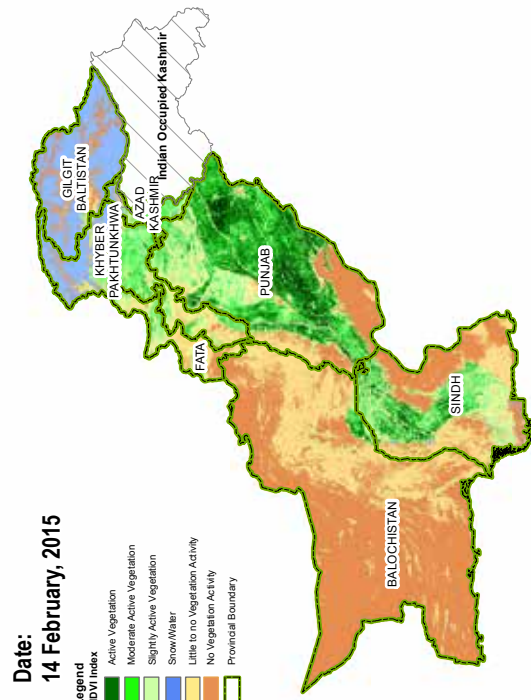 Date:
14 February, 2015
Legend
NDVI Index
Active Vegetation
Moderate Active Vegetation
Slightly Active Vegetation
Snow/Water
Little to no Vegetation Activity
No Vegetation Activity
Provincial Boundary
GILGIT
BALTISTAN
KHYBER
PAKHTUNKHWA
AZAD
KASHMIR
Indian Occupied Kashmir
FATA
PUNJAB
BALOCHISTAN
SINDH